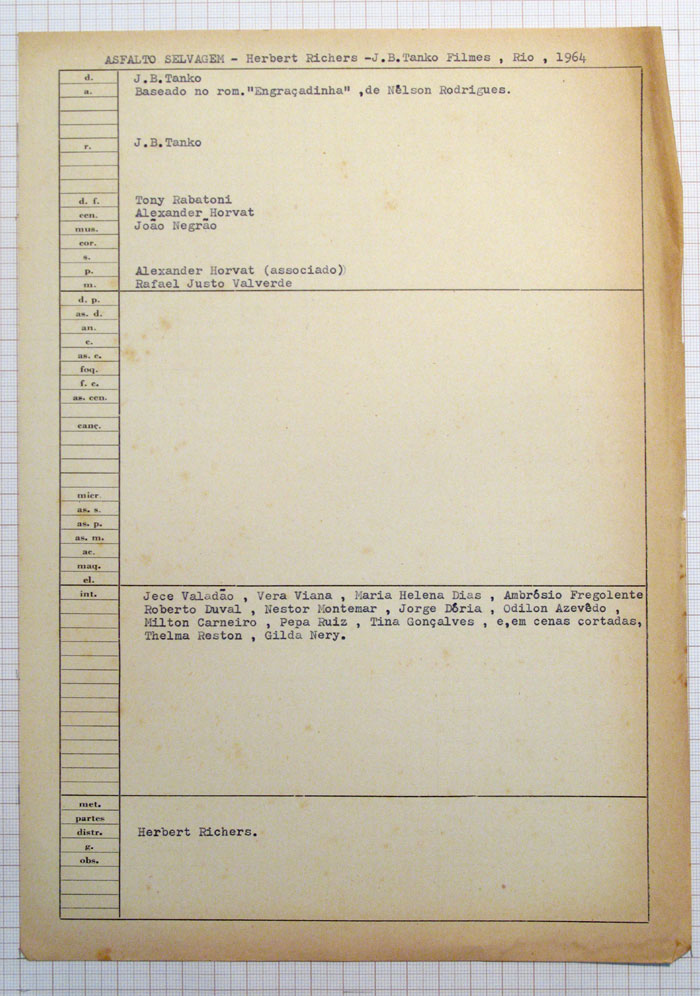 ASFALTO SELVAGEM - Herbert Richers -J.B.Tanko Filmes , Rio , 1964
d. J.B.Tanko
a. Baseado no rom."Engraçadinha" ,de Nélson Rodrigues.
r. J.B.Tanko
d. f. Tony Rabatoni
cen. Alexander Horvat
mus. João Negrão
cor.
s.
p. Alexander Horvat (associado)
m. Rafael Justo Valverde
d. p.
as. d.
an.
c.
as. c.
foq.
f. c.
as. cen.
canç.
micr.
as. s.
as. p.
as. m.
ac.
maq.
el.
int. Jece Valadão , Vera Viana , Maria Helena Dias , Ambrósio Fregolente
Roberto Duval , Nestor Montemar , Jorge Dória , Odilon Azevêdo ,
Milton Carneiro , Pepa Ruiz , Tina Gonçalves , e,em cenas cortadas,
Thelma Reston , Gilda Nery.
met.
partes
distr. Herbert Richers.
g.
obs.